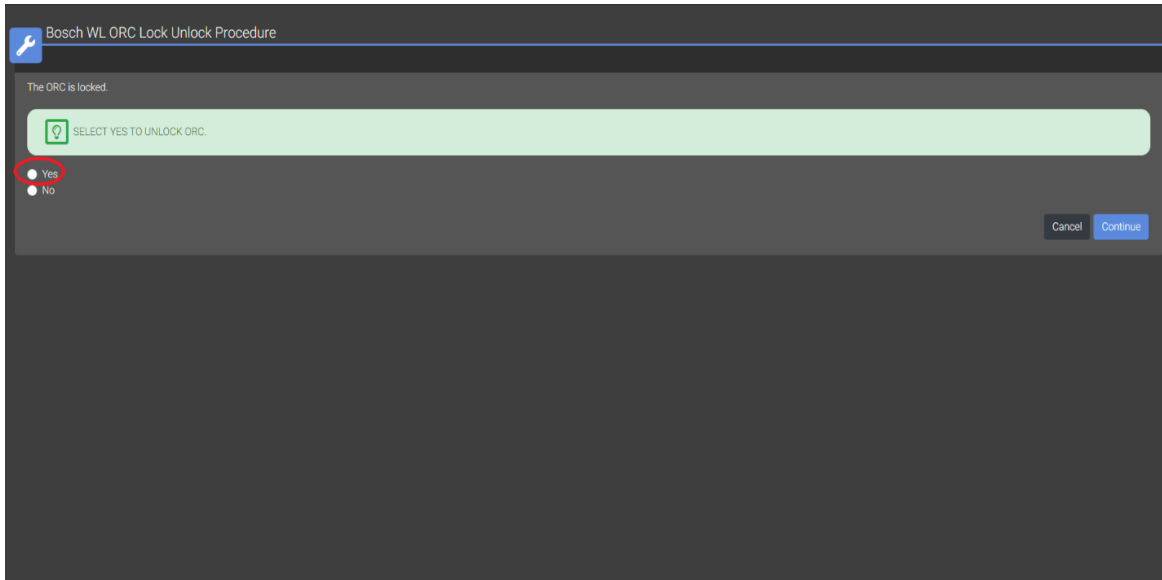 Bosch WL ORC Lock Unlock Procedure
The ORC is locked.
SELECT YES TO UNLOCK ORC.
Yes
No
Cancel Continue